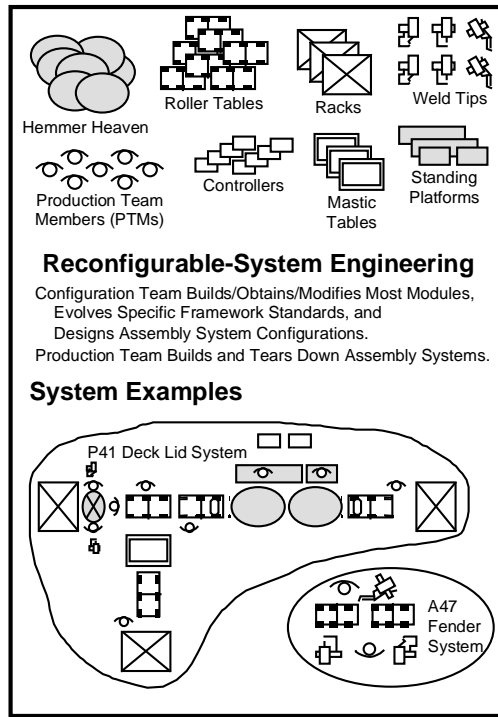 Hemmer Heaven
Roller Tables
Racks
Weld Tips
Production Team
Members (PTMs)
Controllers
Mastic
Tables
Standing
Platforms
Reconfigurable-System Engineering
Configuration Team Builds/Obtains/Modifies Most Modules,
Evolves Specific Framework Standards, and
Designs Assembly System Configurations.
Production Team Builds and Tears Down Assembly Systems.
System Examples
P41 Deck Lid System
A47
Fender
System